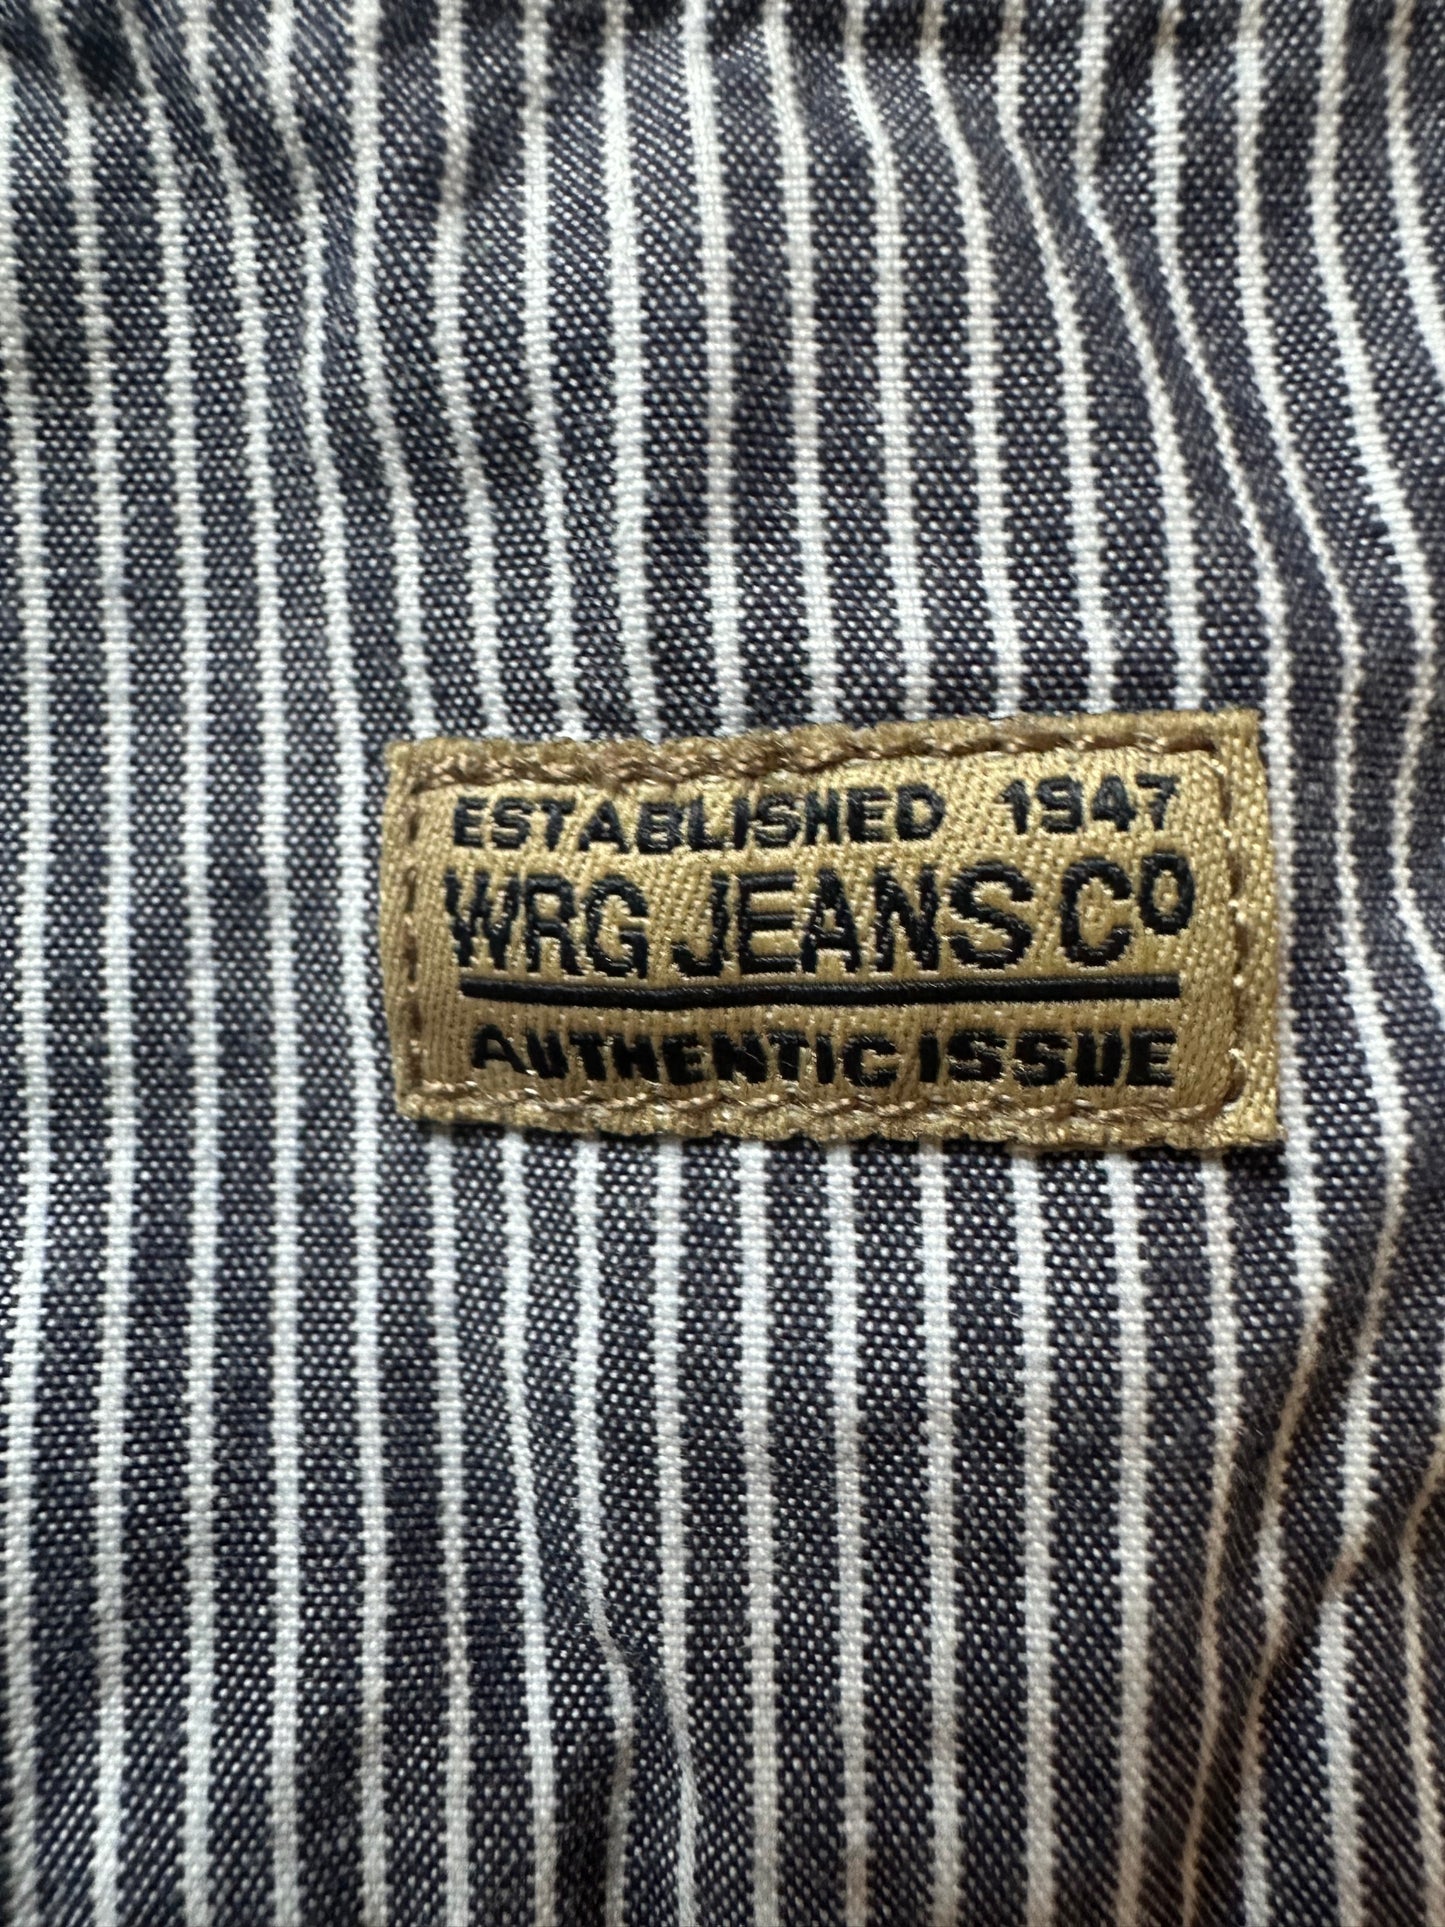 ESTABLISHED 1947
WRG JEANS CO
AUTHENTIC ISSUE